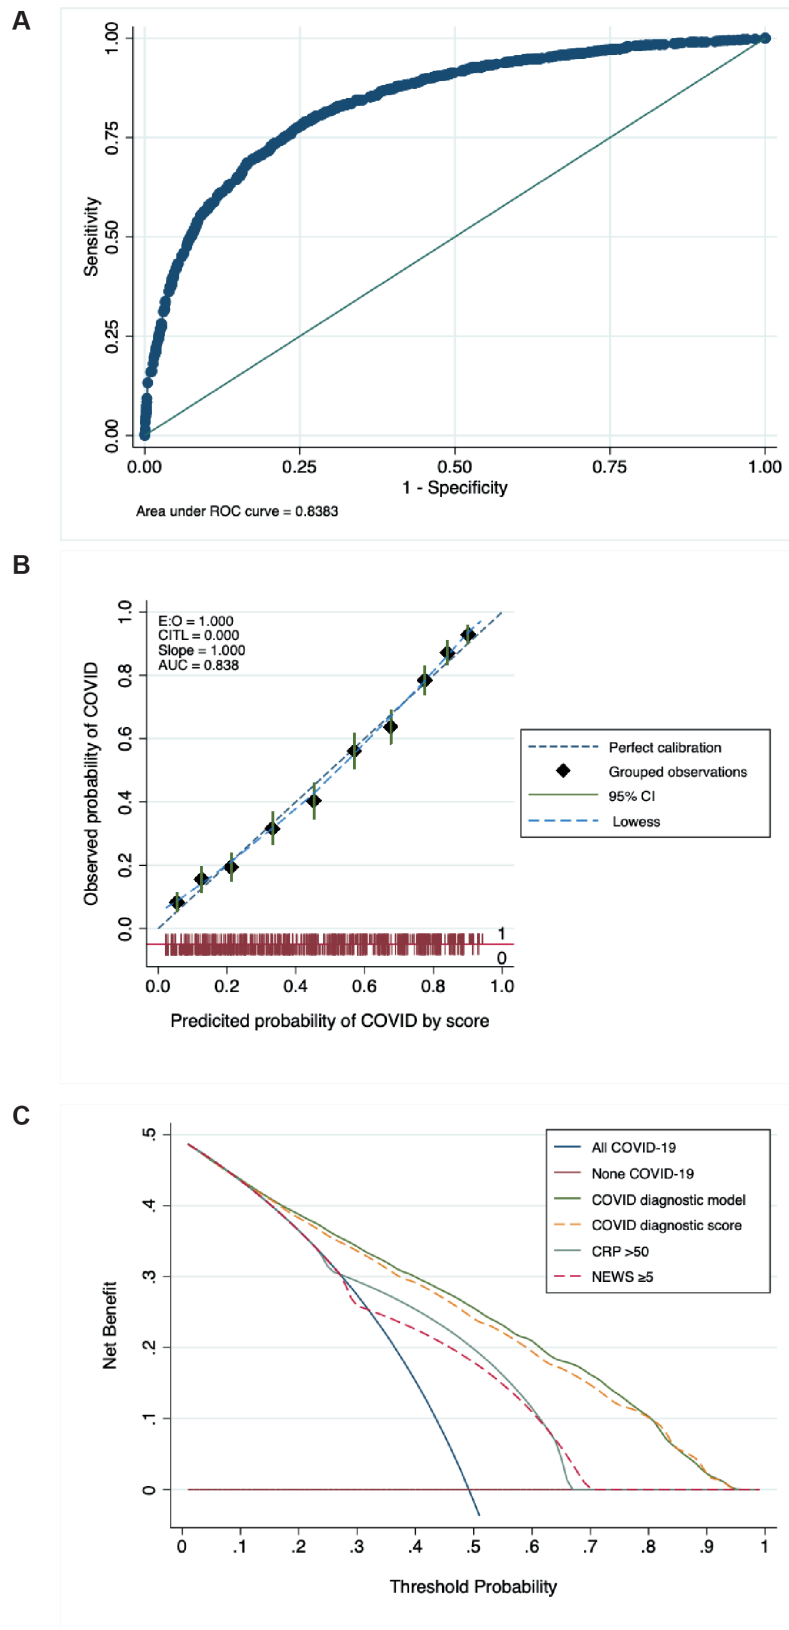 A
1.00
0.75
0.50
0.25
0.00
Sensitivity
0.00 0.25 0.50 0.75 1.00
1 - Specificity
Area under ROC curve = 0.8383
B
E:O = 1.000
CITL = 0.000
Slope = 1.000
AUC = 0.838
1.0
0.8
0.6
0.4
0.2
0.0
Observed probability of COVID
1
0
0.0 0.2 0.4 0.6 0.8 1.0
Predicited probability of COVID by score
Perfect calibration
Grouped observations
95% CI
Lowess
C
.5
.4
.3
.2
.1
0
Net Benefit
All COVID-19
None COVID-19
COVID diagnostic model
COVID diagnostic score
CRP >50
NEWS ≥5
0 .1 .2 .3 .4 .5 .6 .7 .8 .9 1
Threshold Probability